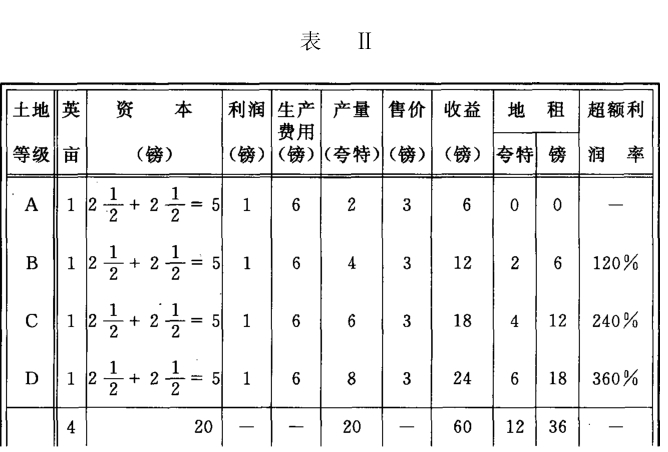 表 Ⅱ
土地等级 英亩 资本(镑) 利润(镑) 生产费用(镑) 产量(夸特) 售价(镑) 收益(镑) 地租 夸特 镑 超额利润率
A 1 2 1/2 + 2 1/2 = 5 1 6 2 3 6 0 0 —
B 1 2 1/2 + 2 1/2 = 5 1 6 4 3 12 2 6 120%
C 1 2 1/2 + 2 1/2 = 5 1 6 6 3 18 4 12 240%
D 1 2 1/2 + 2 1/2 = 5 1 6 8 3 24 6 18 360%
4 20 — — 20 — 60 12 36 —